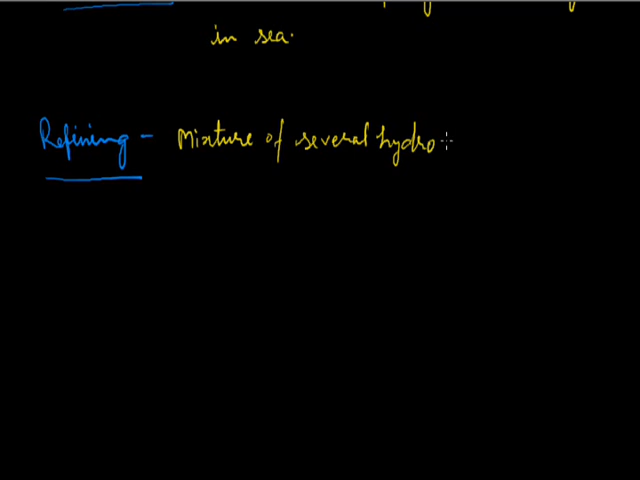 in sea.
Refining - Mixture of several hydro